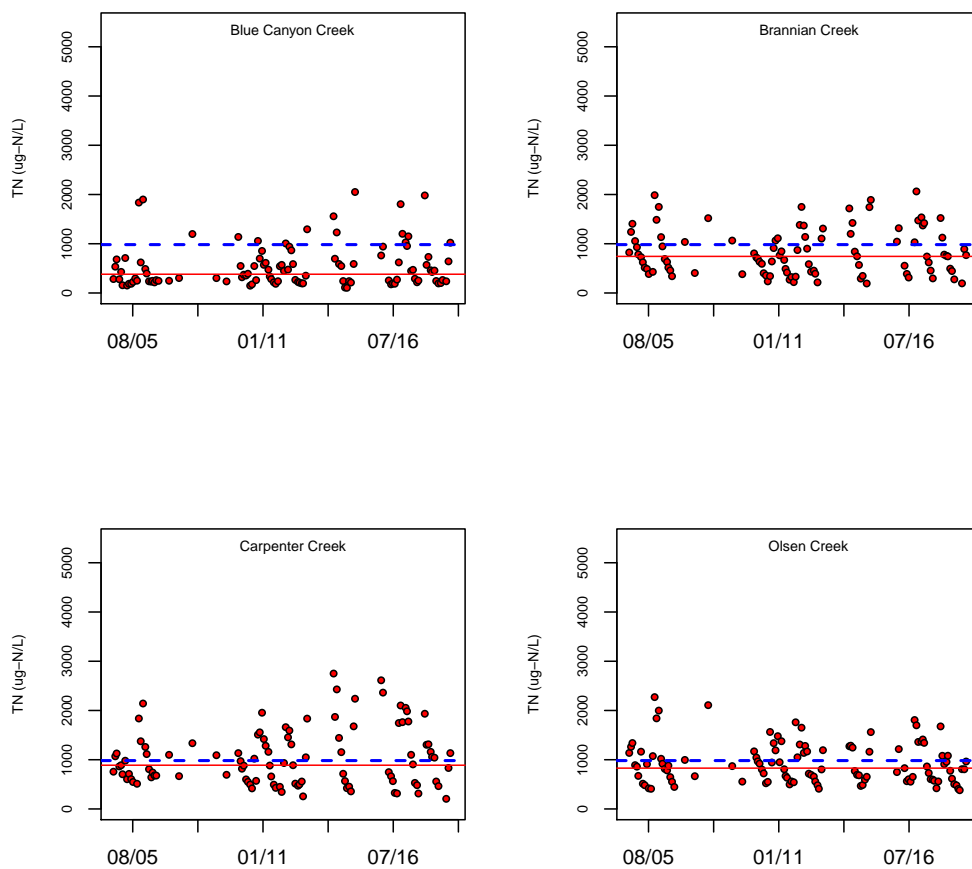 Blue Canyon Creek
TN (ug-N/L)
5000
4000
3000
2000
1000
0
08/05 01/11 07/16
Brannian Creek
TN (ug-N/L)
5000
4000
3000
2000
1000
0
08/05 01/11 07/16
Carpenter Creek
TN (ug-N/L)
5000
4000
3000
2000
1000
0
08/05 01/11 07/16
Olsen Creek
TN (ug-N/L)
5000
4000
3000
2000
1000
0
08/05 01/11 07/16